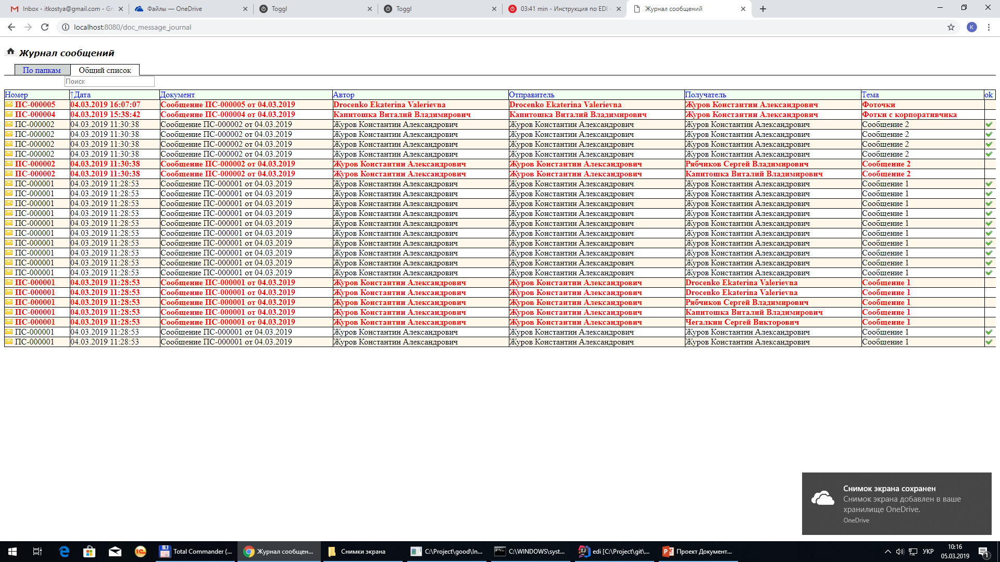 Inbox - itkostya@gmail.com - Gm
Файлы — OneDrive
Toggl
Toggl
03:41 min - Инструкция по EDI -
Журнал сообщений
localhost:8080/doc_message_journal
K
Журнал сообщений
По папкам Общий список
Поиск
Номер ↑Дата Документ Автор Отправитель Получатель Тема ok
ПС-000005 04.03.2019 16:07:07 Сообщение ПС-000005 от 04.03.2019 Drocenko Ekaterina Valerievna Drocenko Ekaterina Valerievna Журов Константин Александрович Фоточки
ПС-000004 04.03.2019 15:38:42 Сообщение ПС-000004 от 04.03.2019 Капитошка Виталий Владимирович Капитошка Виталий Владимирович Журов Константин Александрович Фотки с корпоративчика
ПС-000002 04.03.2019 11:30:38 Сообщение ПС-000002 от 04.03.2019 Журов Константин Александрович Журов Константин Александрович Журов Константин Александрович Сообщение 2
ПС-000002 04.03.2019 11:30:38 Сообщение ПС-000002 от 04.03.2019 Журов Константин Александрович Журов Константин Александрович Журов Константин Александрович Сообщение 2
ПС-000002 04.03.2019 11:30:38 Сообщение ПС-000002 от 04.03.2019 Журов Константин Александрович Журов Константин Александрович Журов Константин Александрович Сообщение 2
ПС-000002 04.03.2019 11:30:38 Сообщение ПС-000002 от 04.03.2019 Журов Константин Александрович Журов Константин Александрович Журов Константин Александрович Сообщение 2
ПС-000002 04.03.2019 11:30:38 Сообщение ПС-000002 от 04.03.2019 Журов Константин Александрович Журов Константин Александрович Рябчиков Сергей Владимирович Сообщение 2
ПС-000002 04.03.2019 11:30:38 Сообщение ПС-000002 от 04.03.2019 Журов Константин Александрович Журов Константин Александрович Капитошка Виталий Владимирович Сообщение 2
ПС-000001 04.03.2019 11:28:53 Сообщение ПС-000001 от 04.03.2019 Журов Константин Александрович Журов Константин Александрович Журов Константин Александрович Сообщение 1
ПС-000001 04.03.2019 11:28:53 Сообщение ПС-000001 от 04.03.2019 Журов Константин Александрович Журов Константин Александрович Журов Константин Александрович Сообщение 1
ПС-000001 04.03.2019 11:28:53 Сообщение ПС-000001 от 04.03.2019 Журов Константин Александрович Журов Константин Александрович Журов Константин Александрович Сообщение 1
ПС-000001 04.03.2019 11:28:53 Сообщение ПС-000001 от 04.03.2019 Журов Константин Александрович Журов Константин Александрович Журов Константин Александрович Сообщение 1
ПС-000001 04.03.2019 11:28:53 Сообщение ПС-000001 от 04.03.2019 Журов Константин Александрович Журов Константин Александрович Журов Константин Александрович Сообщение 1
ПС-000001 04.03.2019 11:28:53 Сообщение ПС-000001 от 04.03.2019 Журов Константин Александрович Журов Константин Александрович Журов Константин Александрович Сообщение 1
ПС-000001 04.03.2019 11:28:53 Сообщение ПС-000001 от 04.03.2019 Журов Константин Александрович Журов Константин Александрович Журов Константин Александрович Сообщение 1
ПС-000001 04.03.2019 11:28:53 Сообщение ПС-000001 от 04.03.2019 Журов Константин Александрович Журов Константин Александрович Журов Константин Александрович Сообщение 1
ПС-000001 04.03.2019 11:28:53 Сообщение ПС-000001 от 04.03.2019 Журов Константин Александрович Журов Константин Александрович Журов Константин Александрович Сообщение 1
ПС-000001 04.03.2019 11:28:53 Сообщение ПС-000001 от 04.03.2019 Журов Константин Александрович Журов Константин Александрович Журов Константин Александрович Сообщение 1
ПС-000001 04.03.2019 11:28:53 Сообщение ПС-000001 от 04.03.2019 Журов Константин Александрович Журов Константин Александрович Drocenko Ekaterina Valerievna Сообщение 1
ПС-000001 04.03.2019 11:28:53 Сообщение ПС-000001 от 04.03.2019 Журов Константин Александрович Журов Константин Александрович Drocenko Ekaterina Valerievna Сообщение 1
ПС-000001 04.03.2019 11:28:53 Сообщение ПС-000001 от 04.03.2019 Журов Константин Александрович Журов Константин Александрович Рябчиков Сергей Владимирович Сообщение 1
ПС-000001 04.03.2019 11:28:53 Сообщение ПС-000001 от 04.03.2019 Журов Константин Александрович Журов Константин Александрович Капитошка Виталий Владимирович Сообщение 1
ПС-000001 04.03.2019 11:28:53 Сообщение ПС-000001 от 04.03.2019 Журов Константин Александрович Журов Константин Александрович Чегалкин Сергей Викторович Сообщение 1
ПС-000001 04.03.2019 11:28:53 Сообщение ПС-000001 от 04.03.2019 Журов Константин Александрович Журов Константин Александрович Журов Константин Александрович Сообщение 1
ПС-000001 04.03.2019 11:28:53 Сообщение ПС-000001 от 04.03.2019 Журов Константин Александрович Журов Константин Александрович Журов Константин Александрович Сообщение 1
Снимок экрана сохранен
Снимок экрана добавлен в ваше
хранилище OneDrive.
OneDrive
Total Commander (...
Журнал сообщен...
Снимки экрана
C:\Project\good\In...
C:\WINDOWS\syst...
edi [C:\Project\git\...
Проект Документ...
УКР
10:16
05.03.2019
1